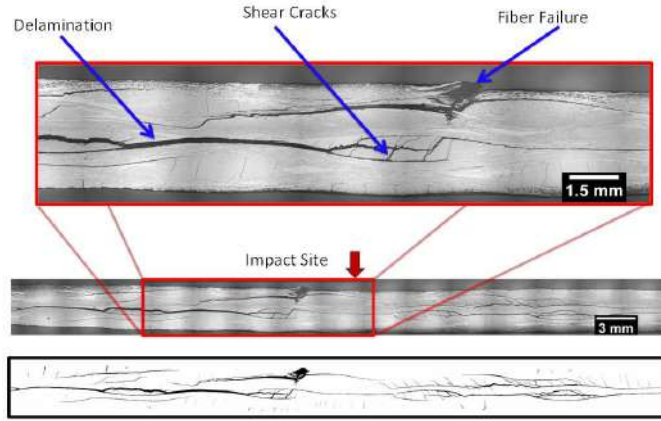 Shear Cracks
Delamination
Fiber Failure
1.5 mm
Impact Site
3 mm